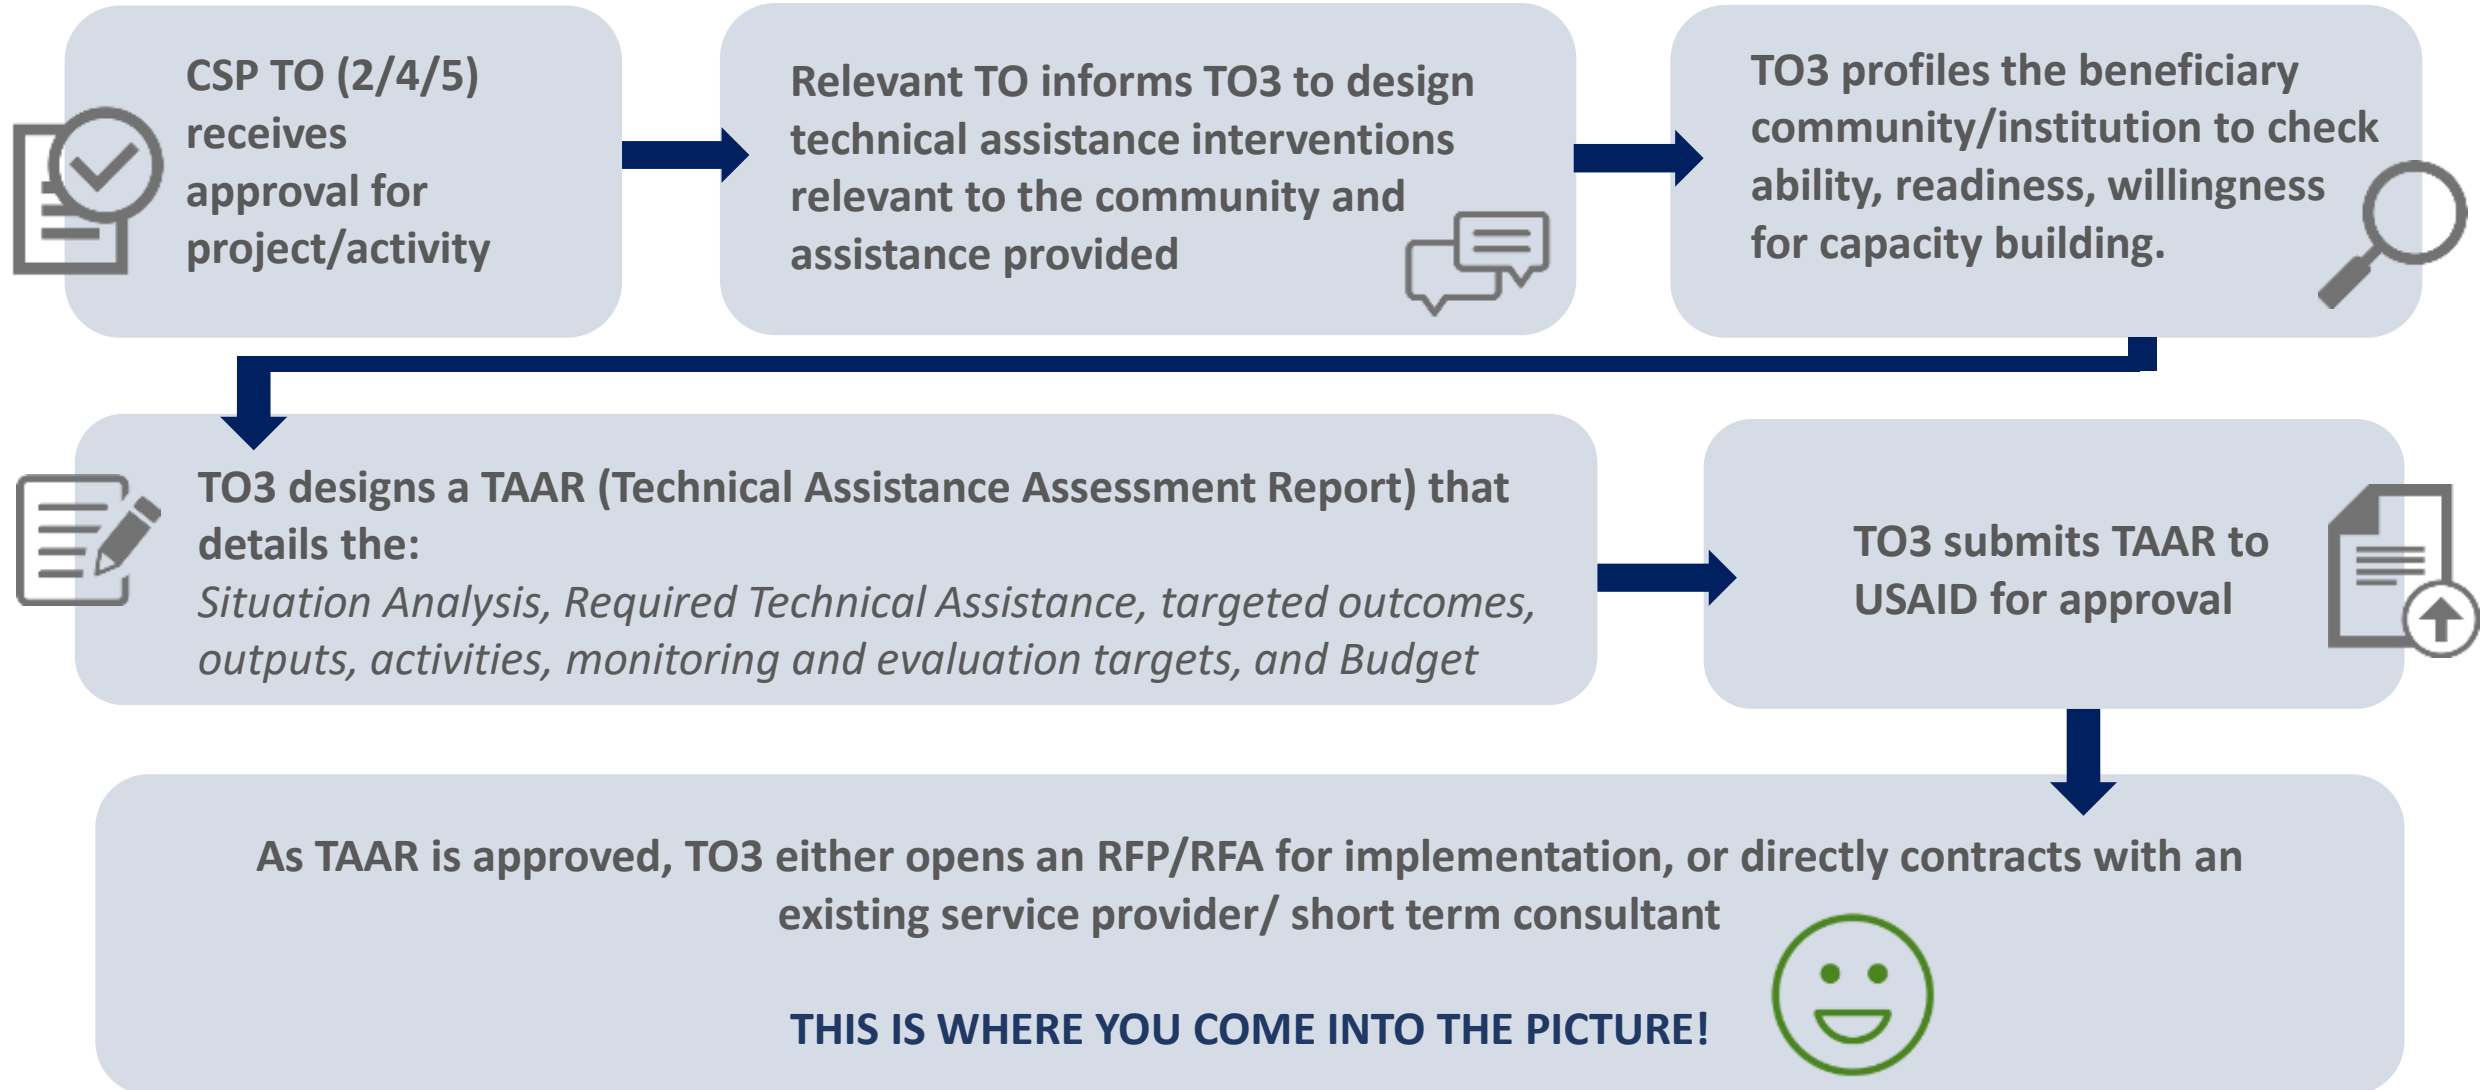 CSP TO (2/4/5)
receives
approval for
project/activity
Relevant TO informs TO3 to design
technical assistance interventions
relevant to the community and
assistance provided
TO3 profiles the beneficiary
community/institution to check
ability, readiness, willingness
for capacity building.
TO3 designs a TAAR (Technical Assistance Assessment Report) that
details the:
Situation Analysis, Required Technical Assistance, targeted outcomes,
outputs, activities, monitoring and evaluation targets, and Budget
TO3 submits TAAR to
USAID for approval
As TAAR is approved, TO3 either opens an RFP/RFA for implementation, or directly contracts with an
existing service provider/ short term consultant
THIS IS WHERE YOU COME INTO THE PICTURE!